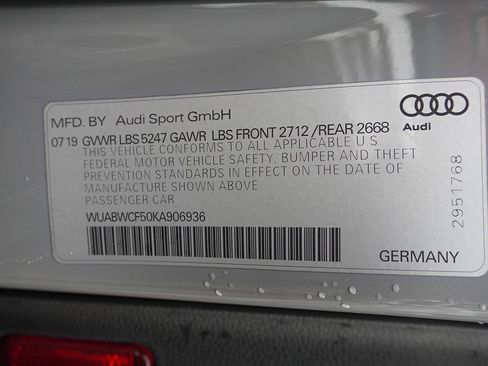 MFD. BY Audi Sport GmbH
07 19 GVWR LBS 5247 GAWR LBS FRONT 2712 /REAR 2668
THIS VEHICLE CONFORMS TO ALL APPLICABLE U S
FEDERAL MOTOR VEHICLE SAFETY, BUMPER AND THEFT
PREVENTION STANDARDS IN EFFECT ON THE DATE OF
MANUFACTURE SHOWN ABOVE
PASSENGER CAR
WUABWCF50KA906936
Audi
2951768
GERMANY